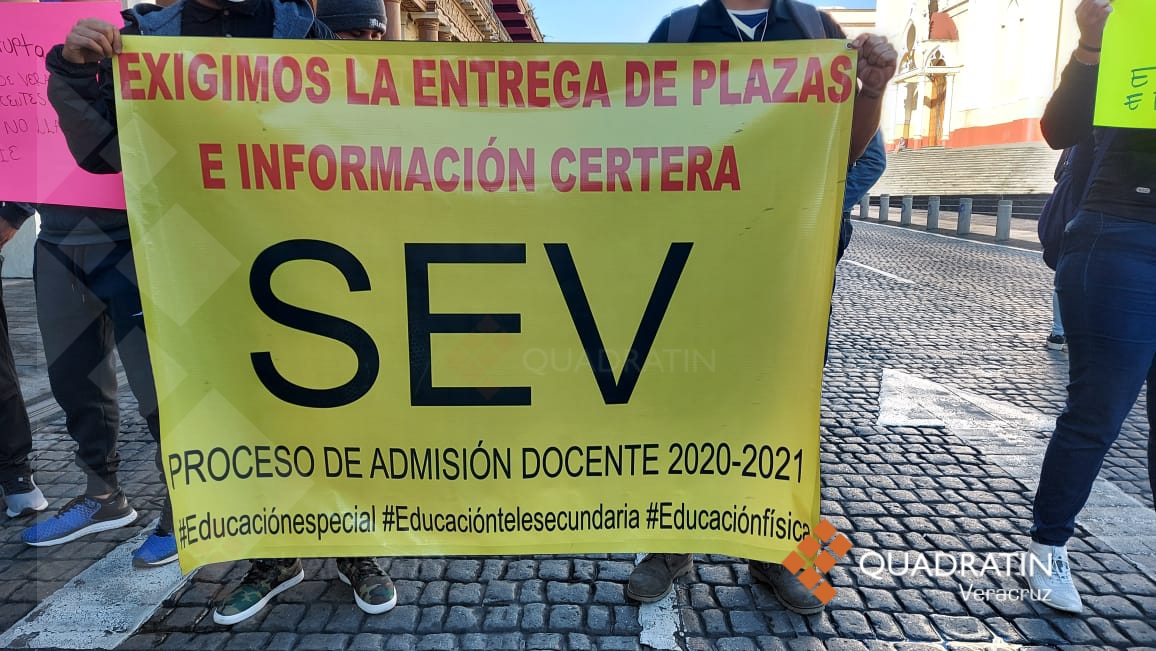 EXIGIMOS LA ENTREGA DE PLAZAS
E INFORMACIÓN CERTERA
SEV
PROCESO DE ADMISIÓN DOCENTE 2020-2021
#Educaciónespecial #Educacióntelesecundaria #Educaciónfísica
QUADRATIN
QUADRATIN
Veracruz